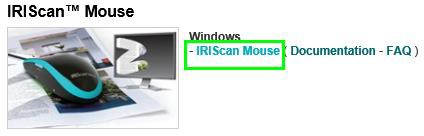 IRIScan™ Mouse
Windows
- IRIScan Mouse ( Documentation - FAQ )